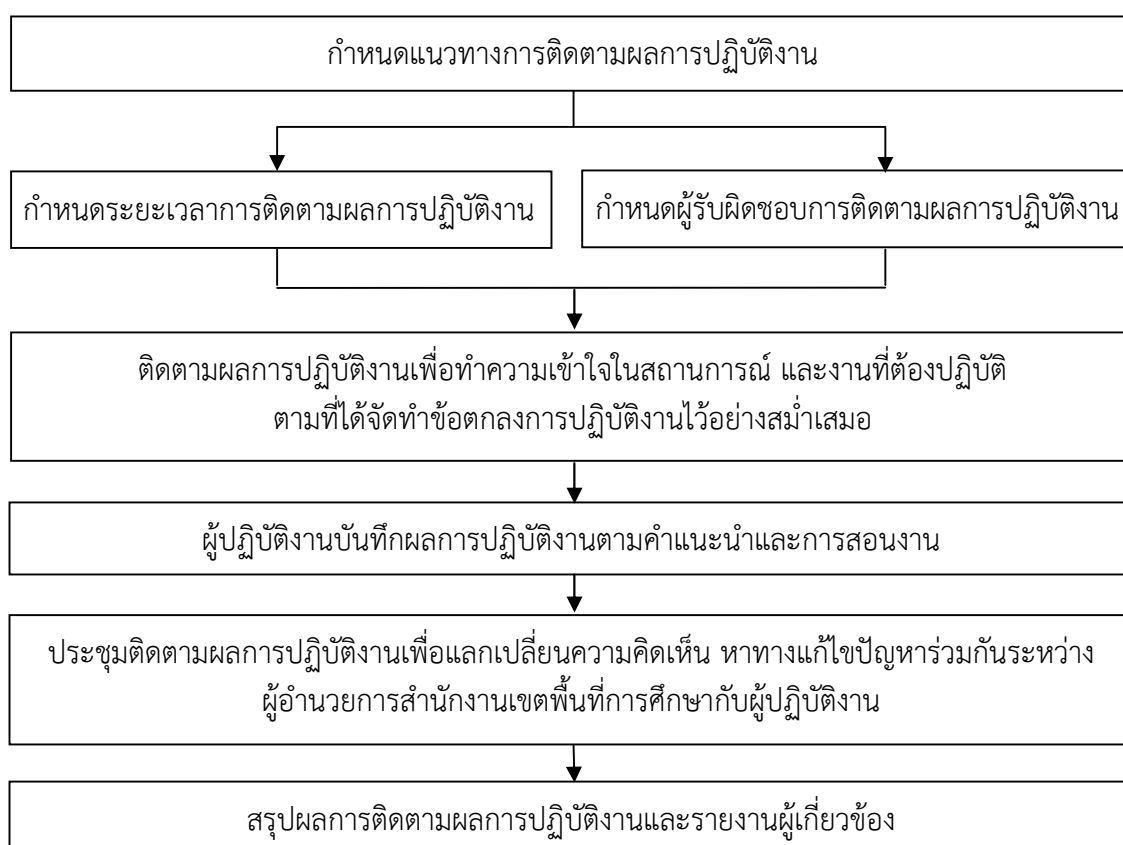 กำหนดแนวทางการติดตามผลการปฏิบัติงาน
กำหนดระยะเวลาการติดตามผลการปฏิบัติงาน
กำหนดผู้รับผิดชอบการติดตามผลการปฏิบัติงาน
ติดตามผลการปฏิบัติงานเพื่อทำความเข้าใจในสถานการณ์ และงานที่ต้องปฏิบัติ
ตามที่ได้จัดทำข้อตกลงการปฏิบัติงานไว้อย่างสม่ำเสมอ
ผู้ปฏิบัติงานบันทึกผลการปฏิบัติงานตามคำแนะนำและการสอนงาน
ประชุมติดตามผลการปฏิบัติงานเพื่อแลกเปลี่ยนความคิดเห็น หาทางแก้ไขปัญหาร่วมกันระหว่าง
ผู้อำนวยการสำนักงานเขตพื้นที่การศึกษากับผู้ปฏิบัติงาน
สรุปผลการติดตามผลการปฏิบัติงานและรายงานผู้เกี่ยวข้อง